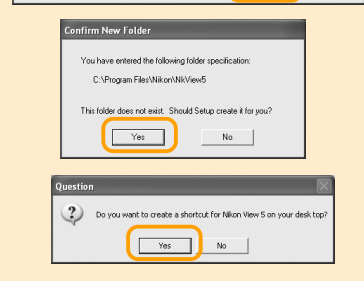 Confirm New Folder
You have entered the following folder specification:
C:\Program Files\Nikon\NkView5
This folder does not exist. Should Setup create it for you?
Yes No
Question
Do you want to create a shortcut for Nikon View 5 on your desk top?
Yes No